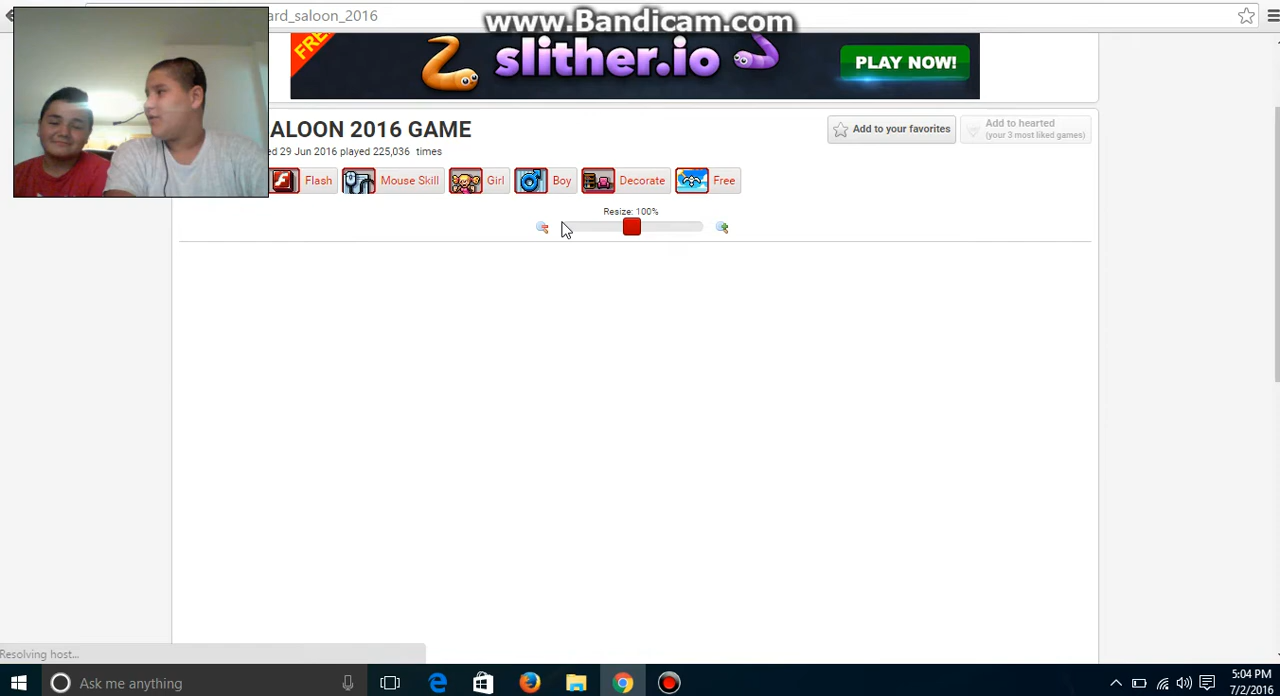 ard_saloon_2016
www.Bandicam.com
FREE
slither.io
PLAY NOW!
ALOON 2016 GAME
ed 29 Jun 2016 played 225,036 times
Add to your favorites
Add to hearted
(your 3 most liked games)
Flash
Mouse Skill
Girl
Boy
Decorate
Free
Resize: 100%
Resolving host...
Ask me anything
5:04 PM
7/2/2016